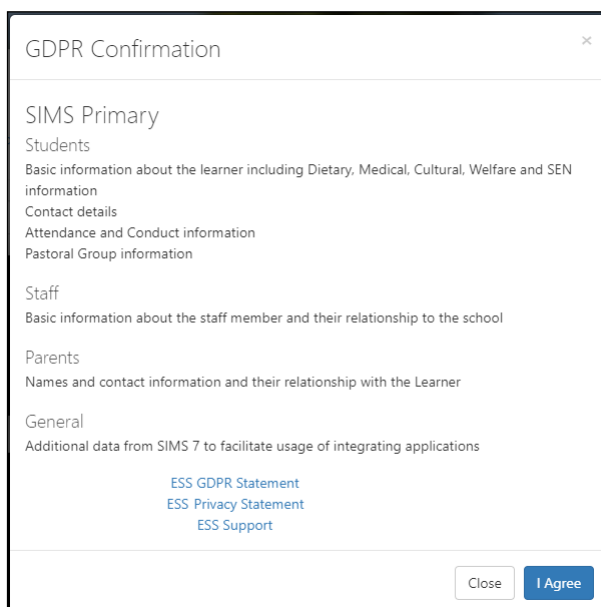 GDPR Confirmation
×
SIMS Primary
Students
Basic information about the learner including Dietary, Medical, Cultural, Welfare and SEN
information
Contact details
Attendance and Conduct information
Pastoral Group information
Staff
Basic information about the staff member and their relationship to the school
Parents
Names and contact information and their relationship with the Learner
General
Additional data from SIMS 7 to facilitate usage of integrating applications
ESS GDPR Statement
ESS Privacy Statement
ESS Support
Close
I Agree